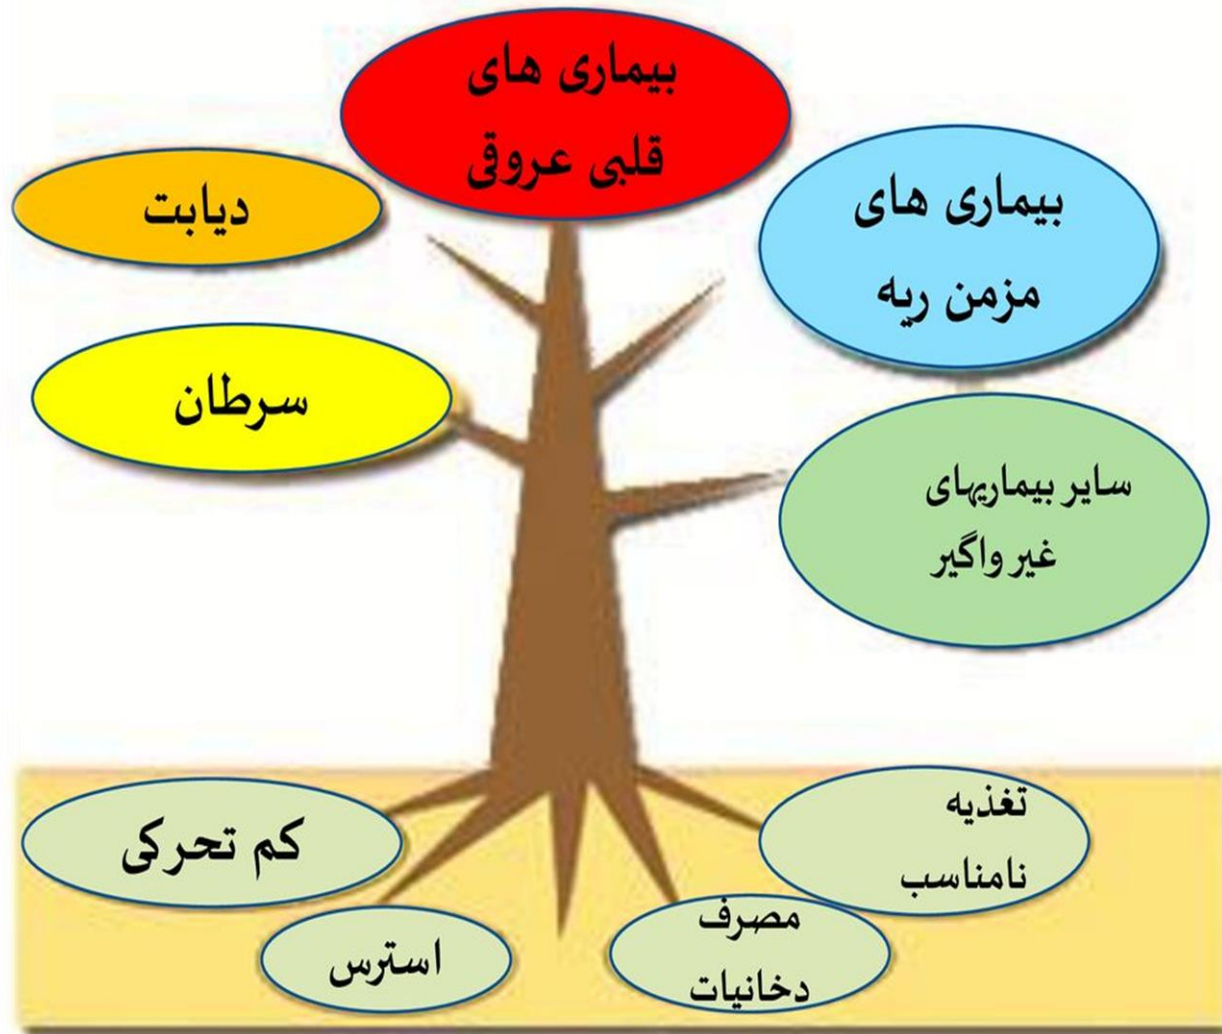 بیماری های
قلبی عروقی
دیابت
بیماری های
مزمن ریه
سرطان
سایر بیماریهای
غیر واگیر
کم تحرکی
تغذیه
نامناسب
استرس
مصرف
دخانیات